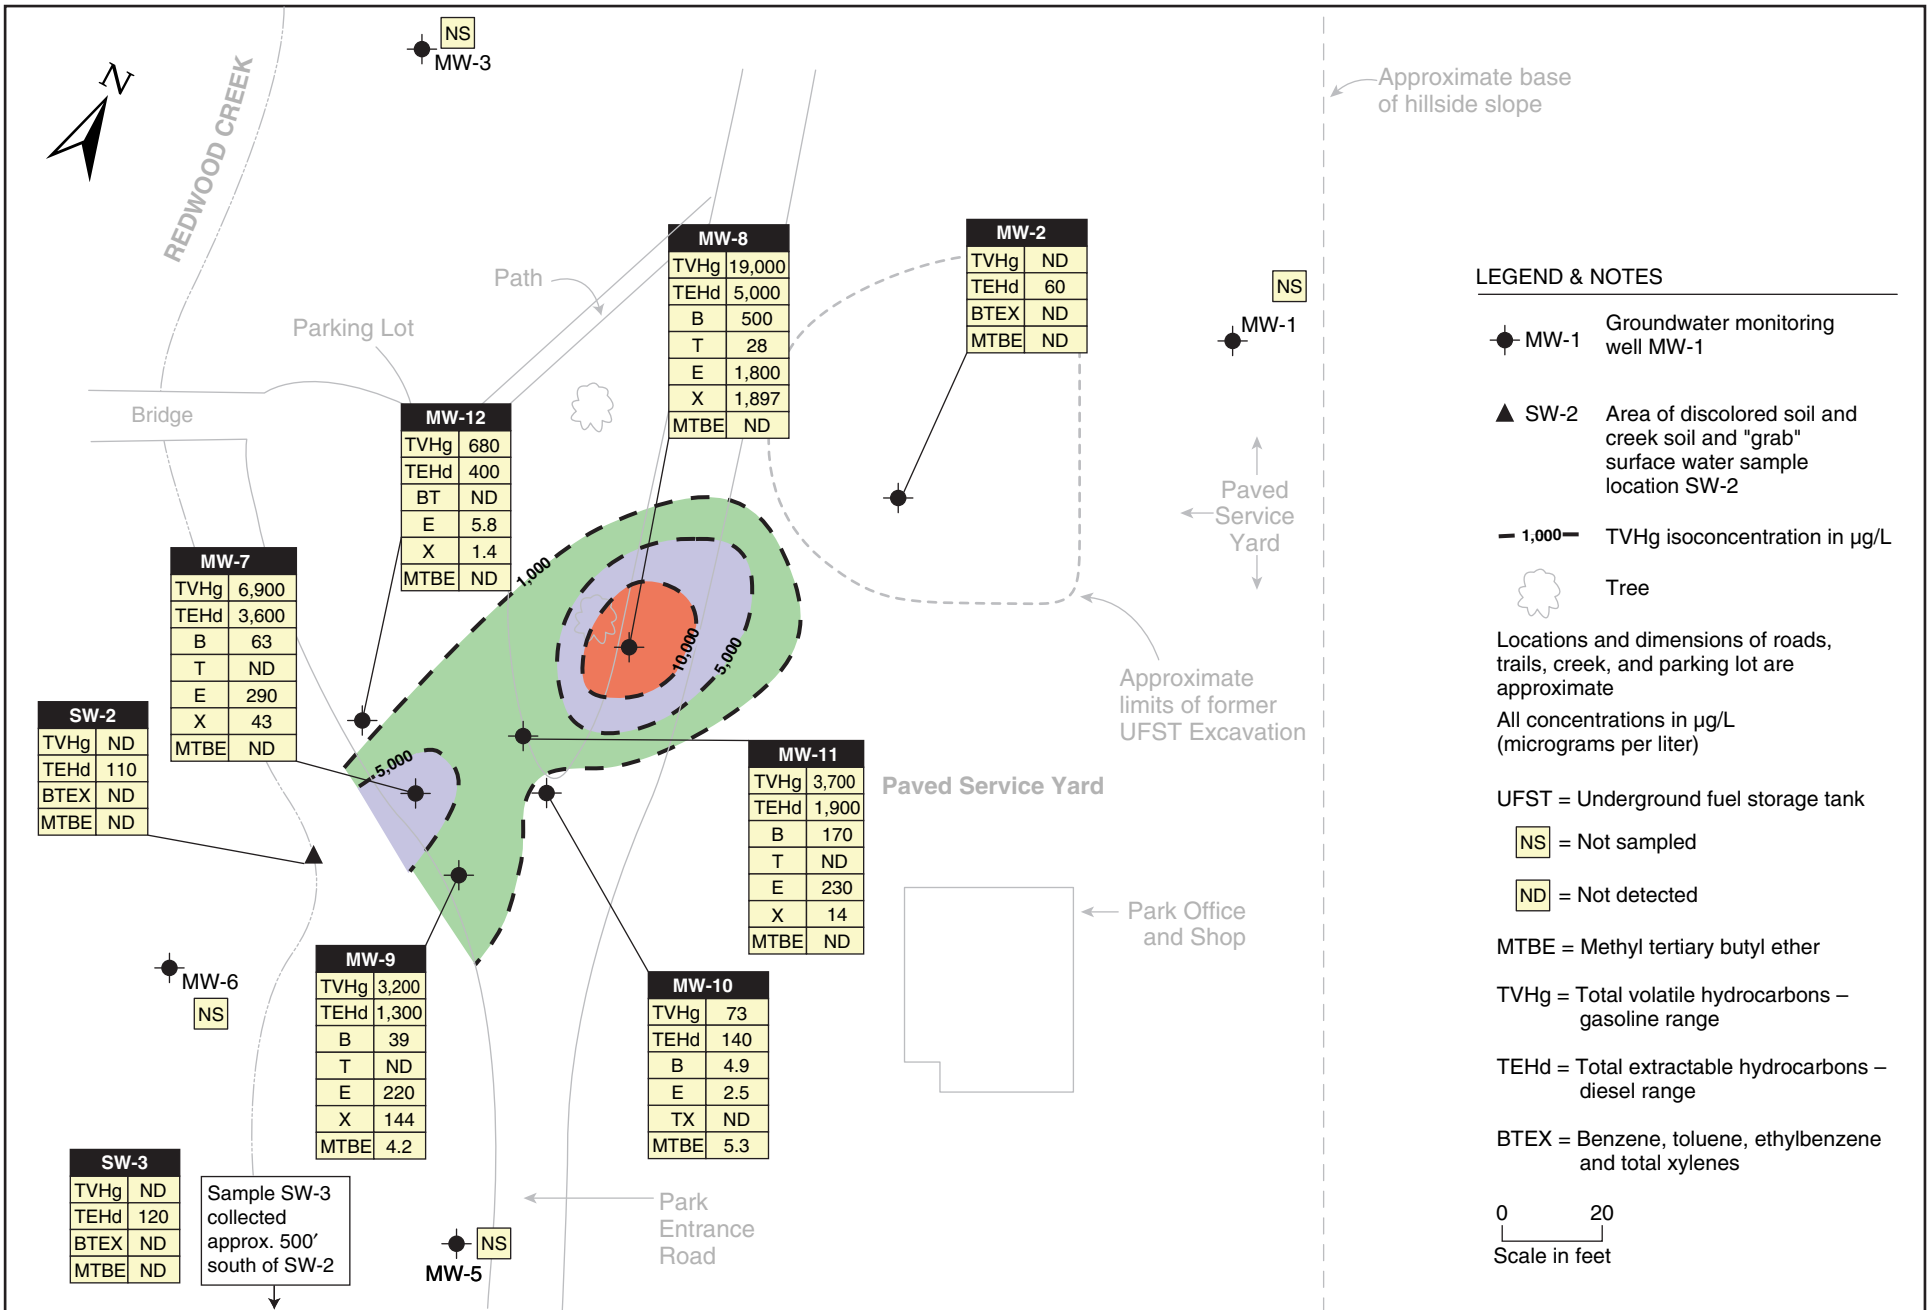 NS
MW-3
N
REDWOOD CREEK
Approximate base
of hillside slope
Path
Parking Lot
Bridge
MW-8
TVHg 19,000
TEHd 5,000
B 500
T 28
E 1,800
X 1,897
MTBE ND
MW-2
TVHg ND
TEHd 60
BTEX ND
MTBE ND
NS
MW-1
MW-12
TVHg 680
TEHd 400
BT ND
E 5.8
X 1.4
MTBE ND
Paved
Service
Yard
MW-7
TVHg 6,900
TEHd 3,600
B 63
T ND
E 290
X 43
MTBE ND
1,000
10,000
5,000
5,000
SW-2
TVHg ND
TEHd 110
BTEX ND
MTBE ND
Approximate
limits of former
UFST Excavation
MW-11
TVHg 3,700
TEHd 1,900
B 170
T ND
E 230
X 14
MTBE ND
Paved Service Yard
Park Office
and Shop
MW-6
NS
MW-9
TVHg 3,200
TEHd 1,300
B 39
T ND
E 220
X 144
MTBE 4.2
MW-10
TVHg 73
TEHd 140
B 4.9
E 2.5
TX ND
MTBE 5.3
SW-3
TVHg ND
TEHd 120
BTEX ND
MTBE ND
Sample SW-3
collected
approx. 500′
south of SW-2
NS
MW-5
Park
Entrance
Road
LEGEND & NOTES
MW-1 Groundwater monitoring
well MW-1
SW-2 Area of discolored soil and
creek soil and "grab"
surface water sample
location SW-2
1,000 TVHg isoconcentration in µg/L
Tree
Locations and dimensions of roads,
trails, creek, and parking lot are
approximate
All concentrations in µg/L
(micrograms per liter)
UFST = Underground fuel storage tank
NS = Not sampled
ND = Not detected
MTBE = Methyl tertiary butyl ether
TVHg = Total volatile hydrocarbons –
gasoline range
TEHd = Total extractable hydrocarbons –
diesel range
BTEX = Benzene, toluene, ethylbenzene
and total xylenes
0 20
Scale in feet